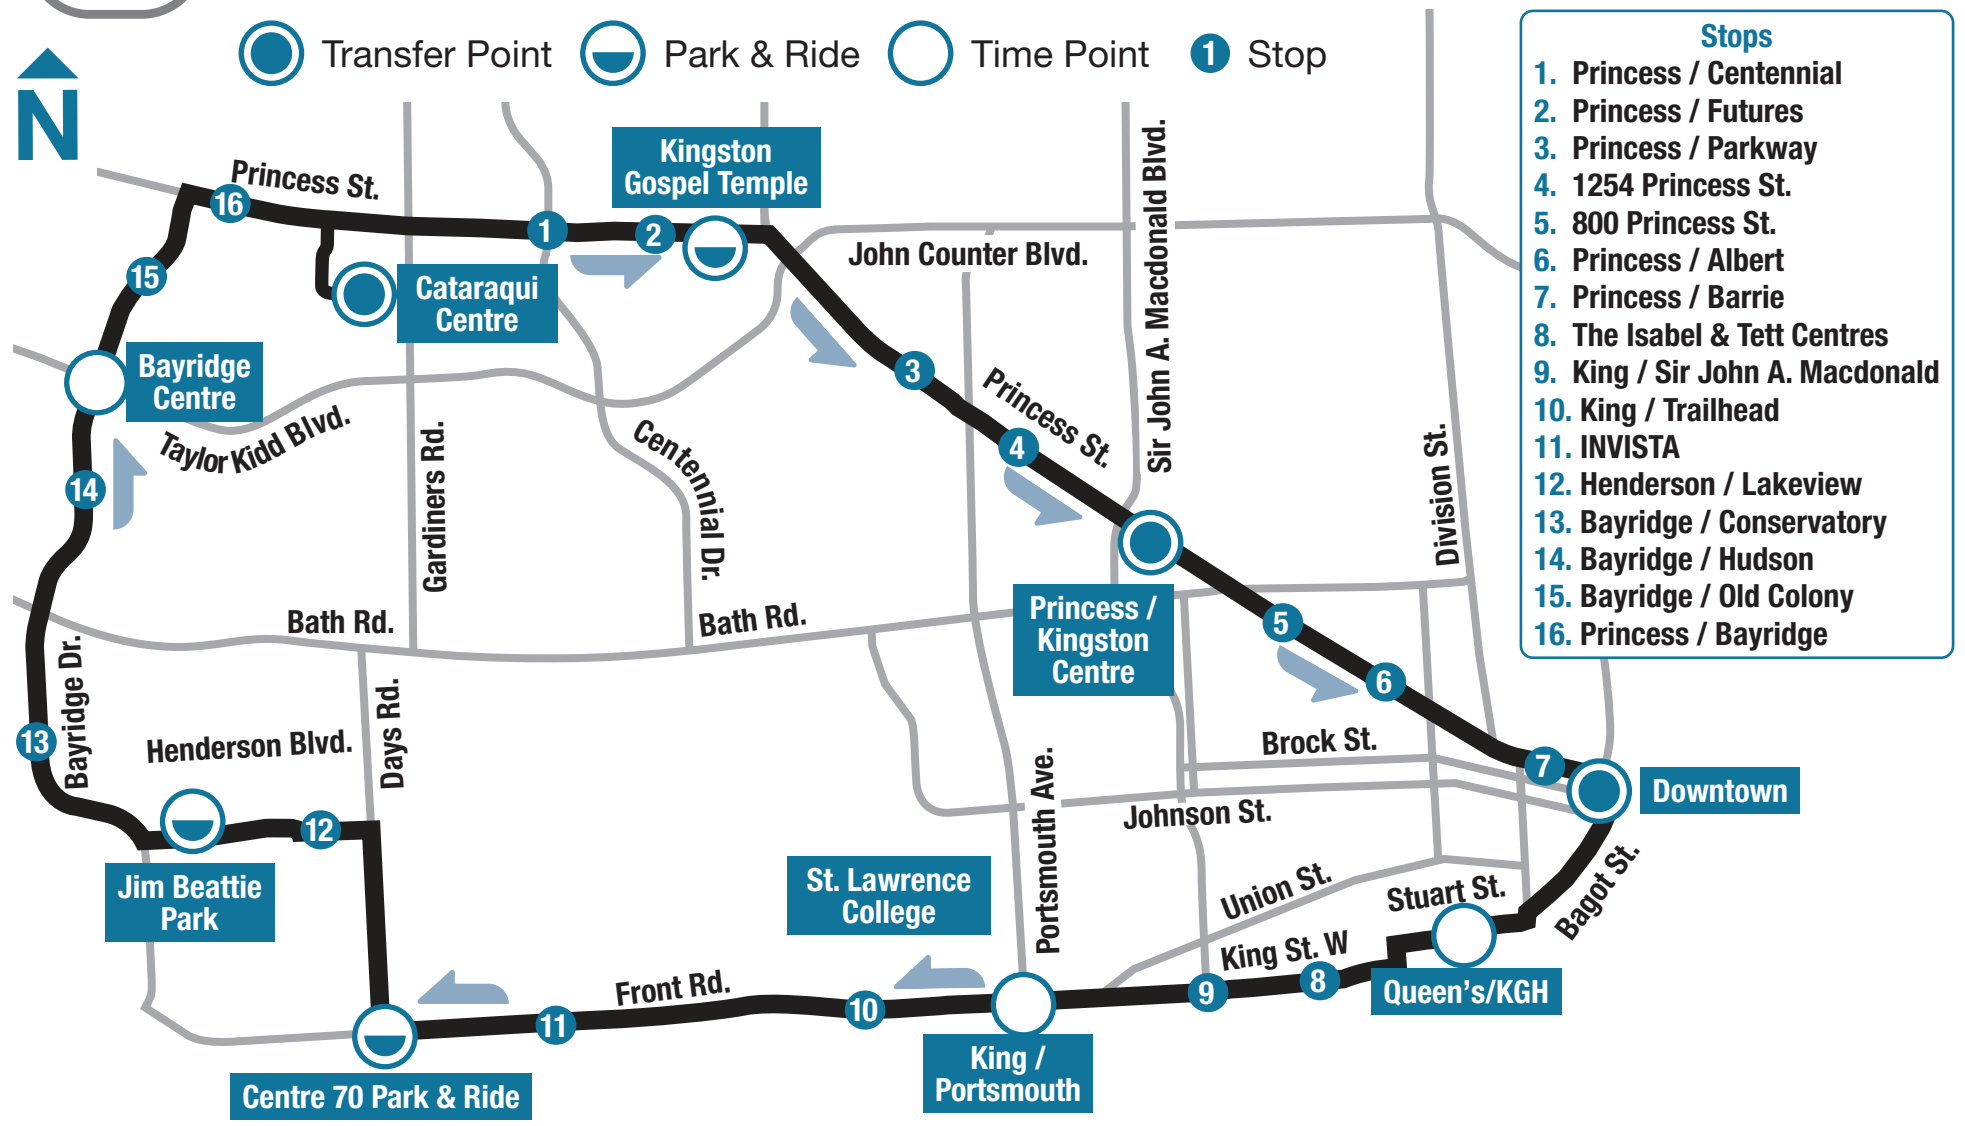 Transfer Point
Park & Ride
Time Point
1 Stop
N
Stops
1. Princess / Centennial
2. Princess / Futures
3. Princess / Parkway
4. 1254 Princess St.
5. 800 Princess St.
6. Princess / Albert
7. Princess / Barrie
8. The Isabel & Tett Centres
9. King / Sir John A. Macdonald
10. King / Trailhead
11. INVISTA
12. Henderson / Lakeview
13. Bayridge / Conservatory
14. Bayridge / Hudson
15. Bayridge / Old Colony
16. Princess / Bayridge
Kingston
Gospel Temple
Princess St.
16
1
2
John Counter Blvd.
Sir John A. Macdonald Blvd.
15
Cataraqui
Centre
Bayridge
Centre
3
Princess St.
Taylor Kidd Blvd.
Gardiners Rd.
Centennial Dr.
4
Division St.
14
Bath Rd.
Bath Rd.
Princess /
Kingston
Centre
5
6
Bayridge Dr.
13
Henderson Blvd.
Days Rd.
Brock St.
7
Downtown
Johnson St.
Portsmouth Ave.
12
Jim Beattie
Park
St. Lawrence
College
Union St.
Stuart St.
Bagot St.
King St. W
Queen's/KGH
8
9
Front Rd.
10
11
King /
Portsmouth
Centre 70 Park & Ride